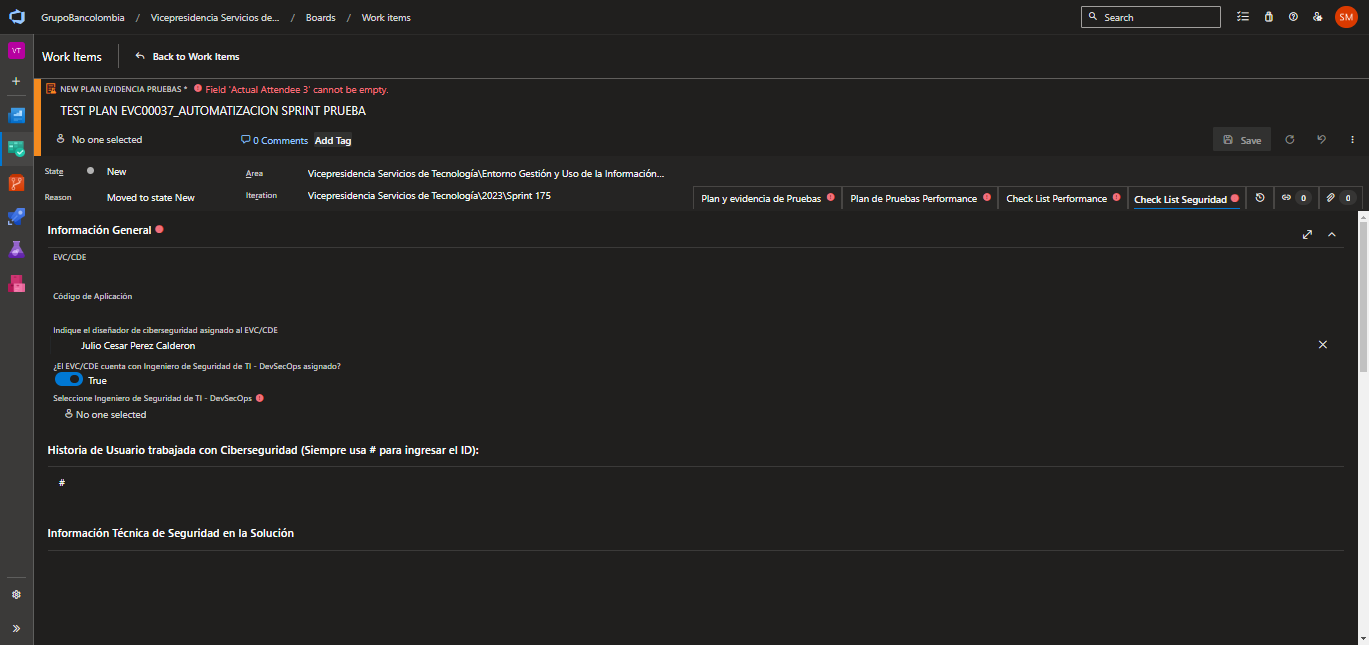 GrupoBancolombia / Vicepresidencia Servicios de... / Boards / Work items
Search
SM
VT
Work Items
Back to Work Items
NEW PLAN EVIDENCIA PRUEBAS *
Field 'Actual Attendee 3' cannot be empty.
TEST PLAN EVC00037_AUTOMATIZACION SPRINT PRUEBA
No one selected
0 Comments
Add Tag
Save
State
New
Area
Vicepresidencia Servicios de Tecnología\Entorno Gestión y Uso de la Información...
Reason
Moved to state New
Iteration
Vicepresidencia Servicios de Tecnología\2023\Sprint 175
Plan y evidencia de Pruebas
Plan de Pruebas Performance
Check List Performance
Check List Seguridad
0
0
Información General
EVC/CDE
Código de Aplicación
Indique el diseñador de ciberseguridad asignado al EVC/CDE
Julio Cesar Perez Calderon
¿El EVC/CDE cuenta con Ingeniero de Seguridad de TI - DevSecOps asignado?
True
Seleccione Ingeniero de Seguridad de TI - DevSecOps
No one selected
Historia de Usuario trabajada con Ciberseguridad (Siempre usa # para ingresar el ID):
#
Información Técnica de Seguridad en la Solución